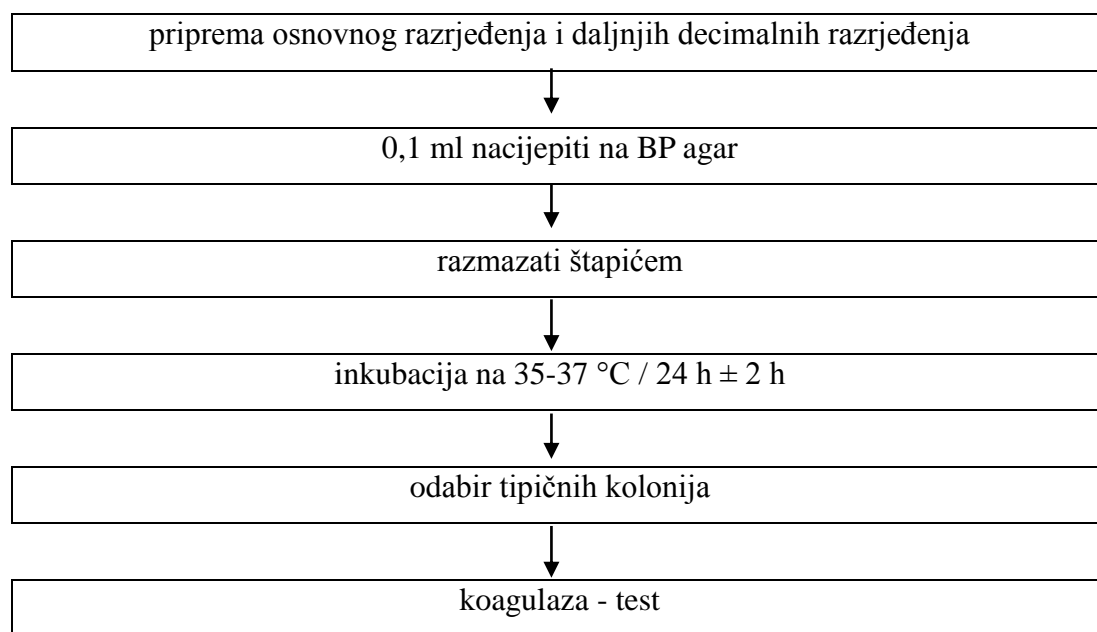 priprema osnovnog razrjeđenja i daljnjih decimalnih razrjeđenja
0,1 ml nacijepiti na BP agar
razmazati štapićem
inkubacija na 35-37 °C / 24 h ± 2 h
odabir tipičnih kolonija
koagulaza - test